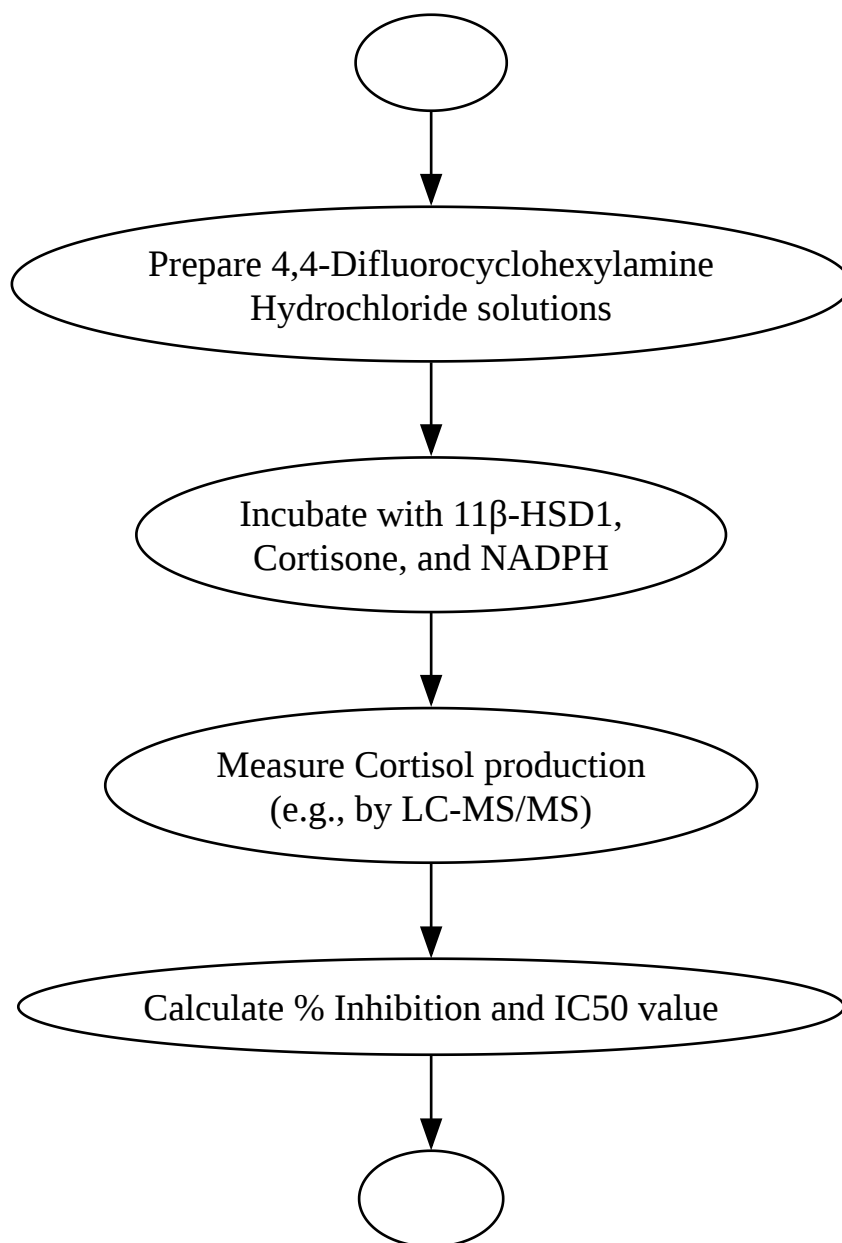 Prepare 4,4-Difluorocyclohexylamine
Hydrochloride solutions
Incubate with 11β-HSD1,
Cortisone, and NADPH
Measure Cortisol production
(e.g., by LC-MS/MS)
Calculate % Inhibition and IC50 value